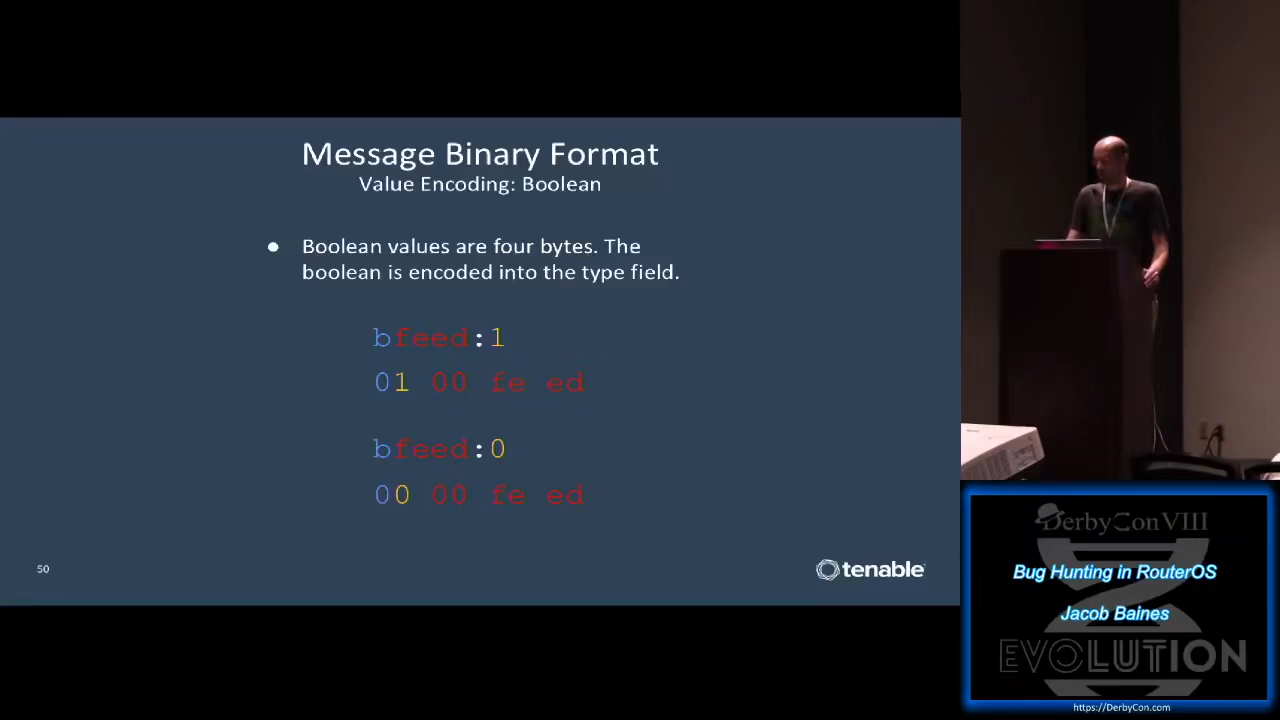 Message Binary Format
Value Encoding: Boolean
● Boolean values are four bytes. The
boolean is encoded into the type field.
bfeed:1
01 00 fe ed
bfeed:0
00 00 fe ed
50
tenable
DerbyCon VIII
Bug Hunting in RouterOS
Jacob Baines
EVOLUTION
https://DerbyCon.com